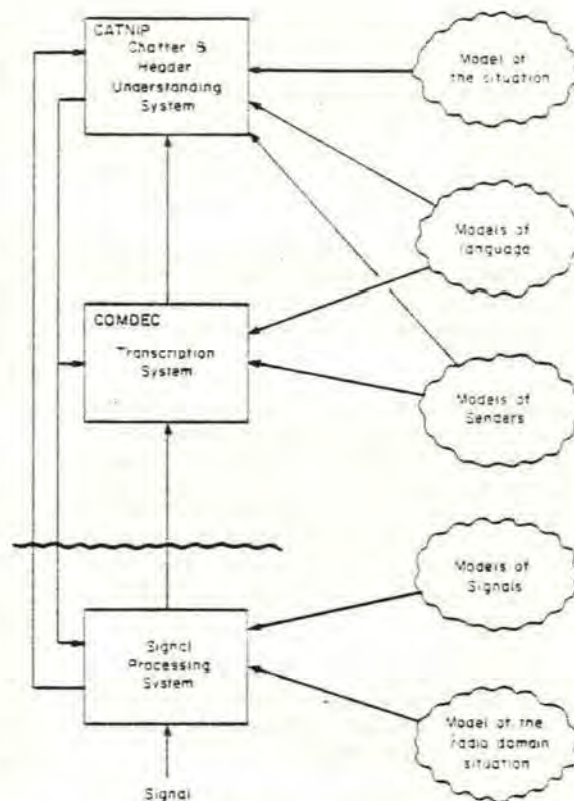 CATNIP
Chatter &
Header
Understanding
System
Model of
the situation
Models of
language
COMDEC
Transcription
System
Models of
Senders
Models of
Signals
Signal
Processing
System
Model of the
radio domain
situation
Signal